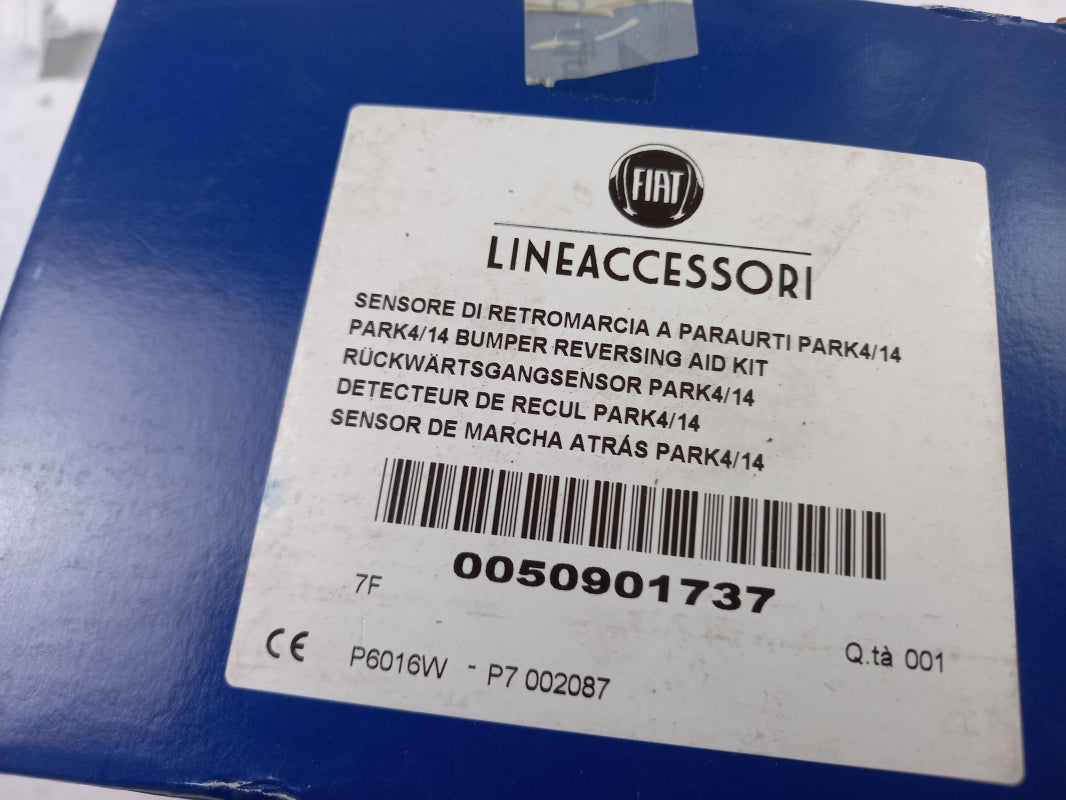 FIAT
LINEACCESSORI
SENSORE DI RETROMARCIA A PARAURTI PARK4/14
PARK4/14 BUMPER REVERSING AID KIT
RÜCKWÄRTSGANGSENSOR PARK4/14
DETECTEUR DE RECUL PARK4/14
SENSOR DE MARCHA ATRÁS PARK4/14
0050901737
7F
Q.tà 001
CE P6016W - P7 002087